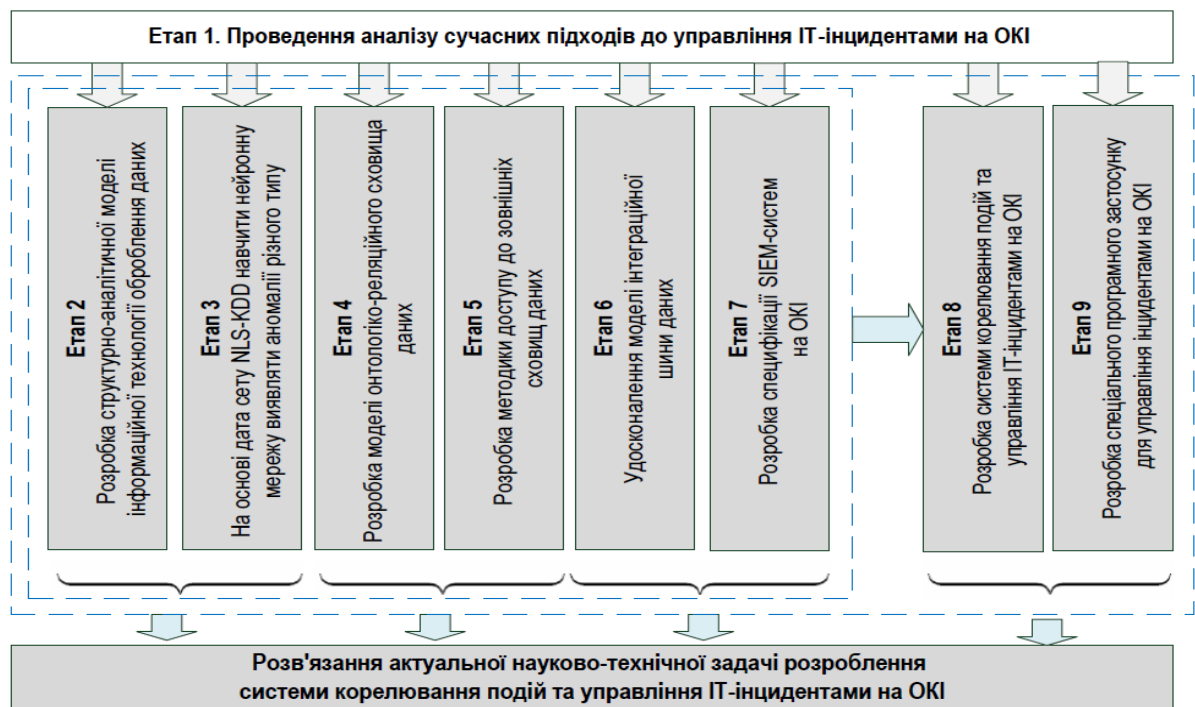 Етап 1. Проведення аналізу сучасних підходів до управління ІТ-інцидентами на ОКІ
Етап 2
Розробка структурно-аналітичної моделі
інформаційної технології оброблення даних
Етап 3
На основі дата сету NLS-KDD навчити нейронну
мережу виявляти аномалії різного типу
Етап 4
Розробка моделі онтологіко-реляційного сховища
даних
Етап 5
Розробка методики доступу до зовнішніх
сховищ даних
Етап 6
Удосконалення моделі інтеграційної
шини даних
Етап 7
Розробка специфікації SIEM-систем
на ОКІ
Етап 8
Розробка системи корелювання подій та
управління ІТ-інцидентами на ОКІ
Етап 9
Розробка спеціального програмного застосунку
для управління інцидентами на ОКІ
Розв'язання актуальної науково-технічної задачі розроблення
системи корелювання подій та управління ІТ-інцидентами на ОКІ